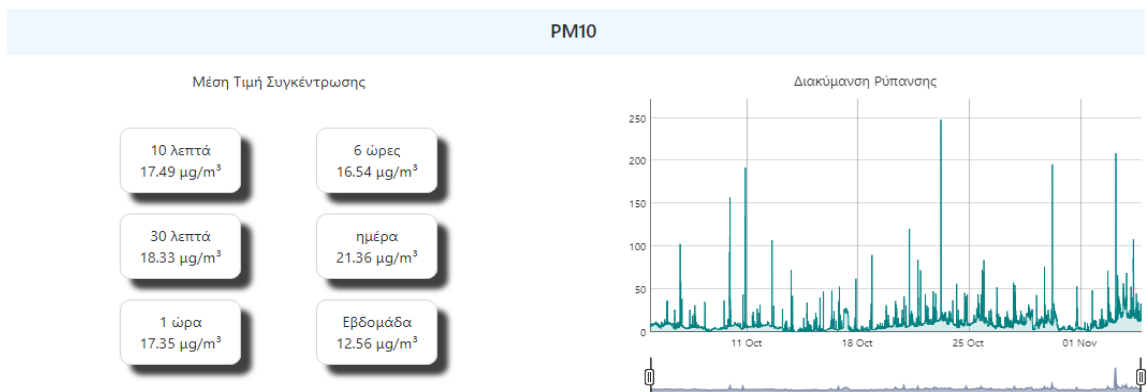 PM10
Μέση Τιμή Συγκέντρωσης
10 λεπτά
17.49 μg/m³
6 ώρες
16.54 μg/m³
30 λεπτά
18.33 μg/m³
ημέρα
21.36 μg/m³
1 ώρα
17.35 μg/m³
Εβδομάδα
12.56 μg/m³
Διακύμανση Ρύπανσης
250
200
150
100
50
0
11 Oct
18 Oct
25 Oct
01 Nov